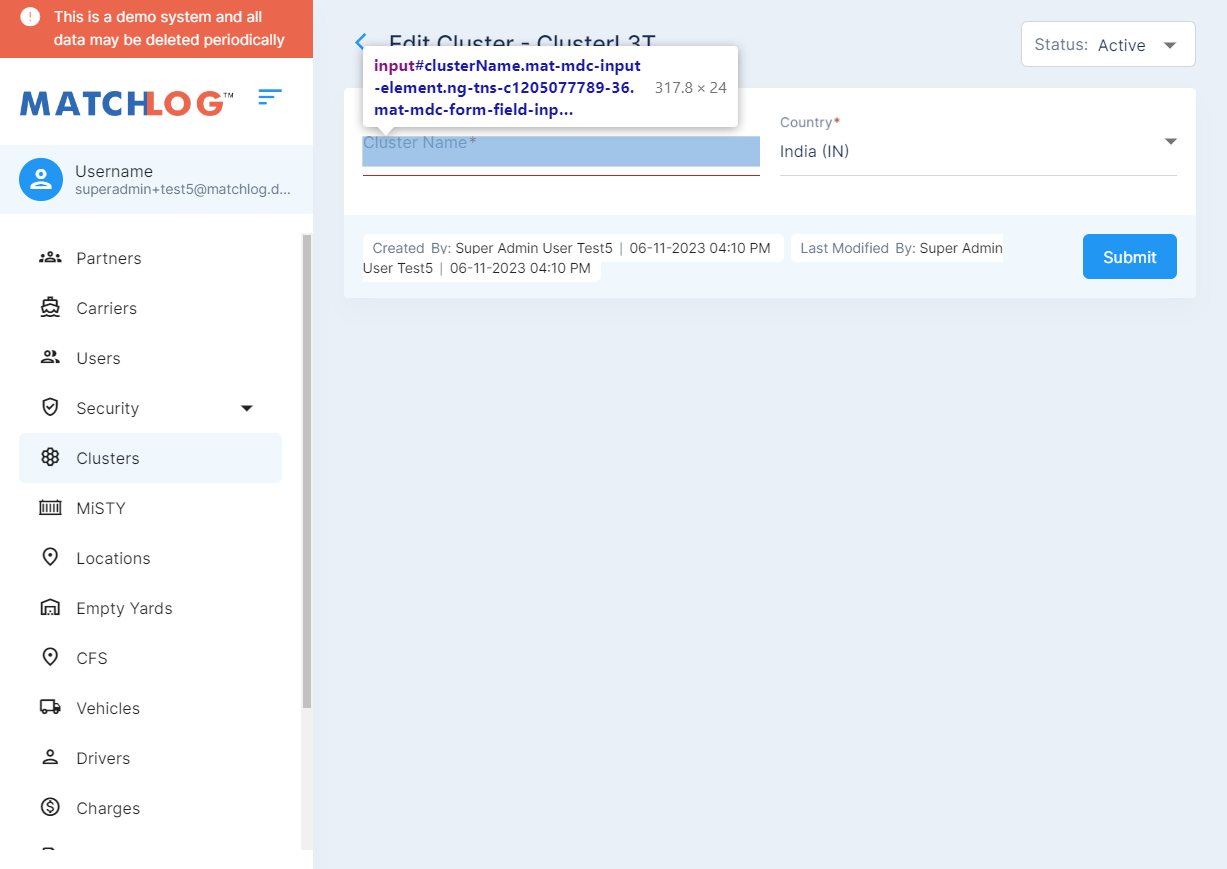 This is a demo system and all
data may be deleted periodically
MATCHLOG™
Username
superadmin+test5@matchlog.d...
Partners
Carriers
Users
Security
Clusters
MiSTY
Locations
Empty Yards
CFS
Vehicles
Drivers
Charges
Edit Cluster - ClusterL3T
Status: Active
input#clusterName.mat-mdc-input
-element.ng-tns-c1205077789-36.
mat-mdc-form-field-inp...
317.8 × 24
Cluster Name*
Country*
India (IN)
Created By: Super Admin User Test5 | 06-11-2023 04:10 PM Last Modified By: Super Admin
User Test5 | 06-11-2023 04:10 PM
Submit